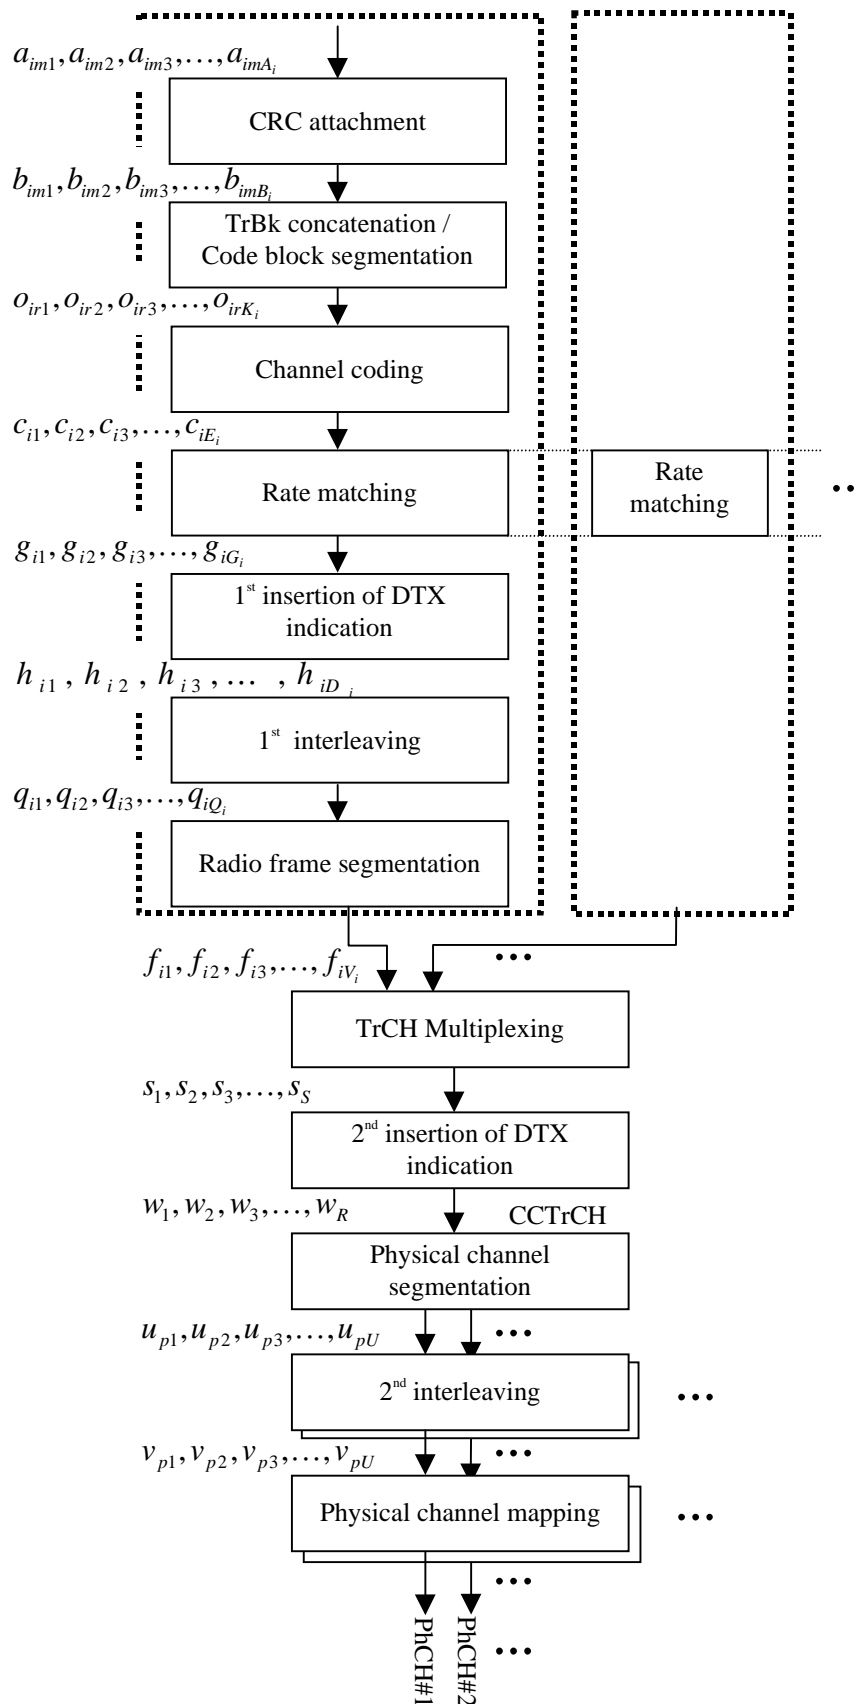 a_{im1}, a_{im2}, a_{im3}, …, a_{imA_i}
CRC attachment
b_{im1}, b_{im2}, b_{im3}, …, b_{imB_i}
TrBk concatenation /
Code block segmentation
o_{ir1}, o_{ir2}, o_{ir3}, …, o_{irK_i}
Channel coding
c_{i1}, c_{i2}, c_{i3}, …, c_{iE_i}
Rate matching
Rate
matching
…
g_{i1}, g_{i2}, g_{i3}, …, g_{iG_i}
1st insertion of DTX
indication
h_{i1}, h_{i2}, h_{i3}, …, h_{iD_i}
1st interleaving
q_{i1}, q_{i2}, q_{i3}, …, q_{iQ_i}
Radio frame segmentation
f_{i1}, f_{i2}, f_{i3}, …, f_{iV_i}
…
TrCH Multiplexing
s_1, s_2, s_3, …, s_S
2nd insertion of DTX
indication
w_1, w_2, w_3, …, w_R
CCTrCH
Physical channel
segmentation
u_{p1}, u_{p2}, u_{p3}, …, u_{pU}
…
2nd interleaving
…
v_{p1}, v_{p2}, v_{p3}, …, v_{pU}
…
Physical channel mapping
…
…
PhCH#1
PhCH#2
…